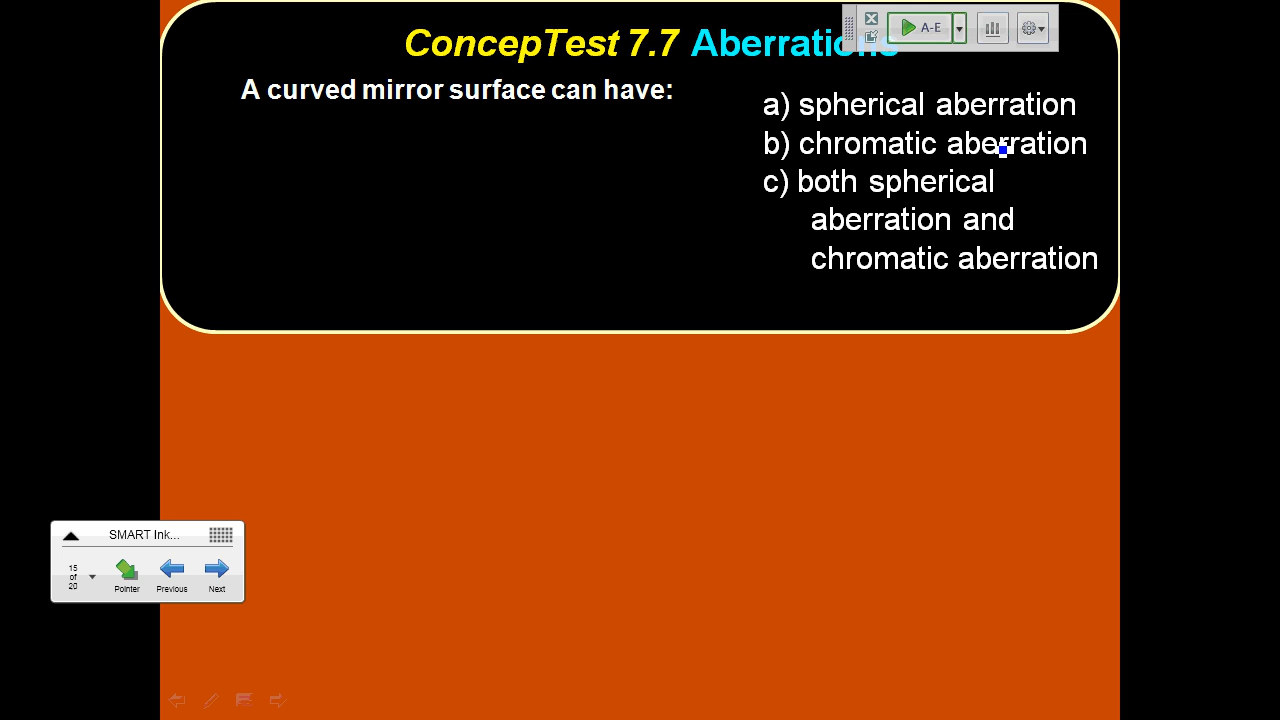 ConcepTest 7.7 Aberrations
A-E
A curved mirror surface can have:
a) spherical aberration
b) chromatic aberration
c) both spherical
aberration and
chromatic aberration
SMART Ink...
15
of
20
Pointer Previous Next